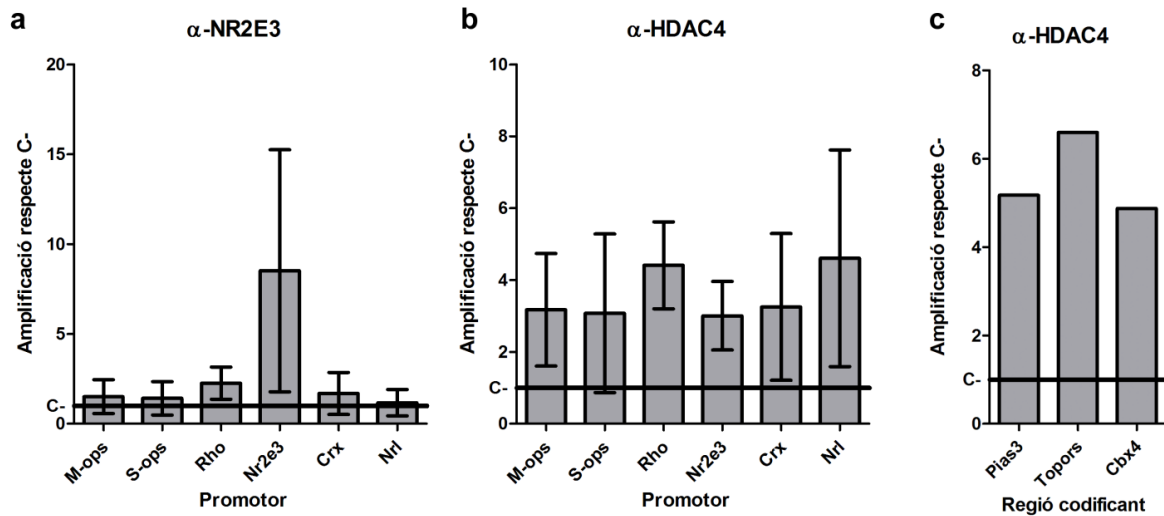 a
α-NR2E3
Amplificació respecte C-
20
15
10
5
C-
0
M-ops
S-ops
Rho
Nr2e3
Crx
Nrl
Promotor
b
α-HDAC4
Amplificació respecte C-
10
8
6
4
2
C-
0
M-ops
S-ops
Rho
Nr2e3
Crx
Nrl
Promotor
c
α-HDAC4
Amplificació respecte C-
8
6
4
2
C-
0
Pias3
Topors
Cbx4
Regió codificant